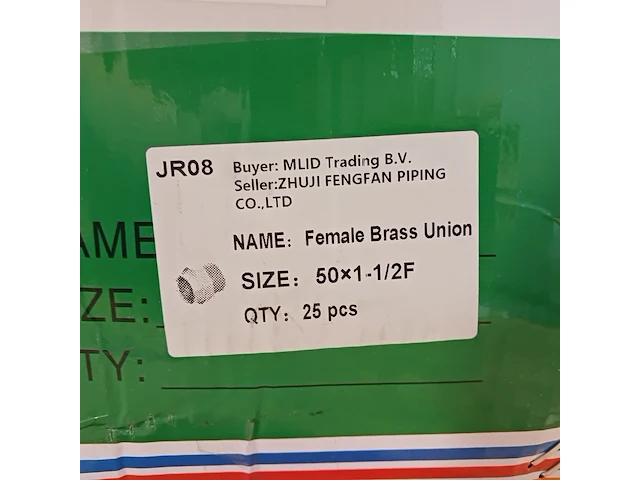 JR08
Buyer: MLID Trading B.V.
Seller:ZHUJI FENGFAN PIPING
CO.,LTD
NAME: Female Brass Union
SIZE: 50×1-1/2F
QTY: 25 pcs
AME
ZE:
TY: